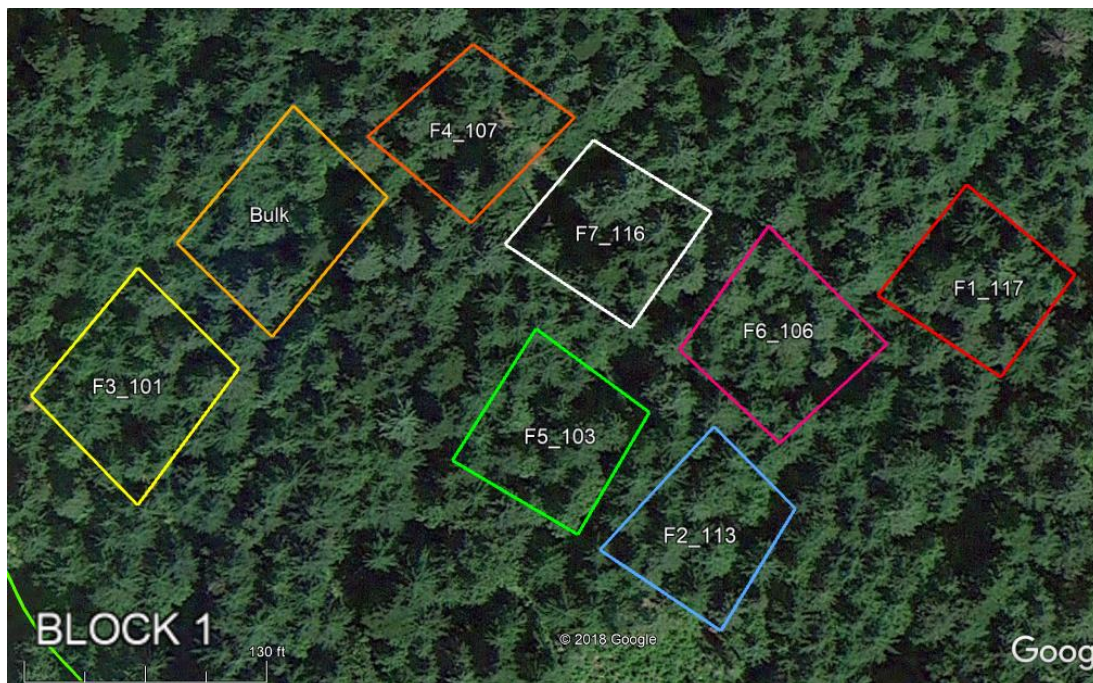 F4_107
Bulk
F7_116
F1_117
F6_106
F3_101
F5_103
F2_113
BLOCK 1
130 ft
© 2018 Google
Goog